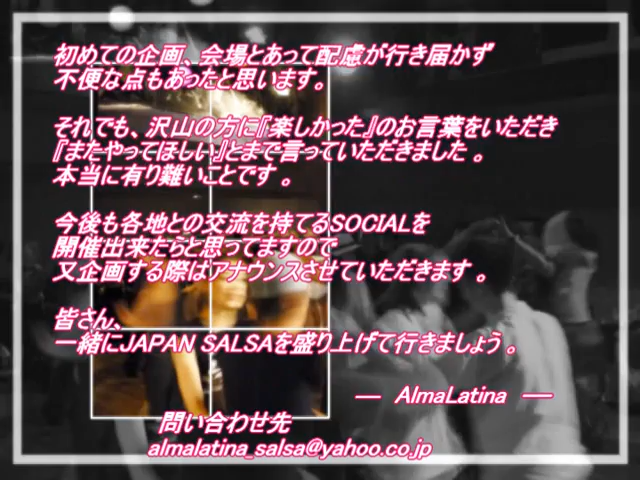 初めての企画、会場とあって配慮が行き届かず
不便な点もあったと思います。
それでも、沢山の方に『楽しかった』のお言葉をいただき
『またやってほしい』とまで言っていただきました 。
本当に有り難いことです 。
今後も各地との交流を持てるSOCIALを
開催出来たらと思ってますので
又企画する際はアナウンスさせていただきます 。
皆さん、
一緒にJAPAN SALSAを盛り上げて行きましょう 。
― AlmaLatina ―
問い合わせ先
almalatina_salsa@yahoo.co.jp